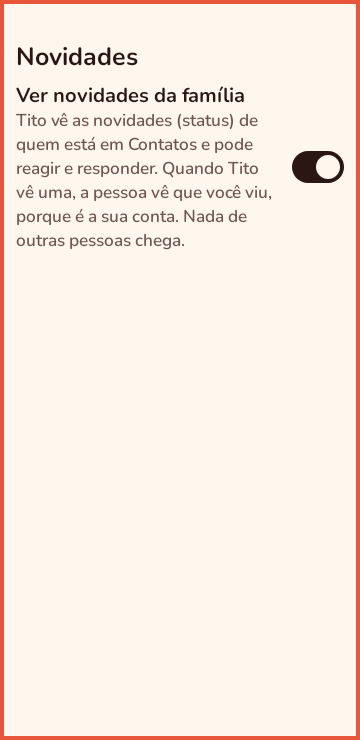 Novidades
Ver novidades da família
Tito vê as novidades (status) de
quem está em Contatos e pode
reagir e responder. Quando Tito
vê uma, a pessoa vê que você viu,
porque é a sua conta. Nada de
outras pessoas chega.